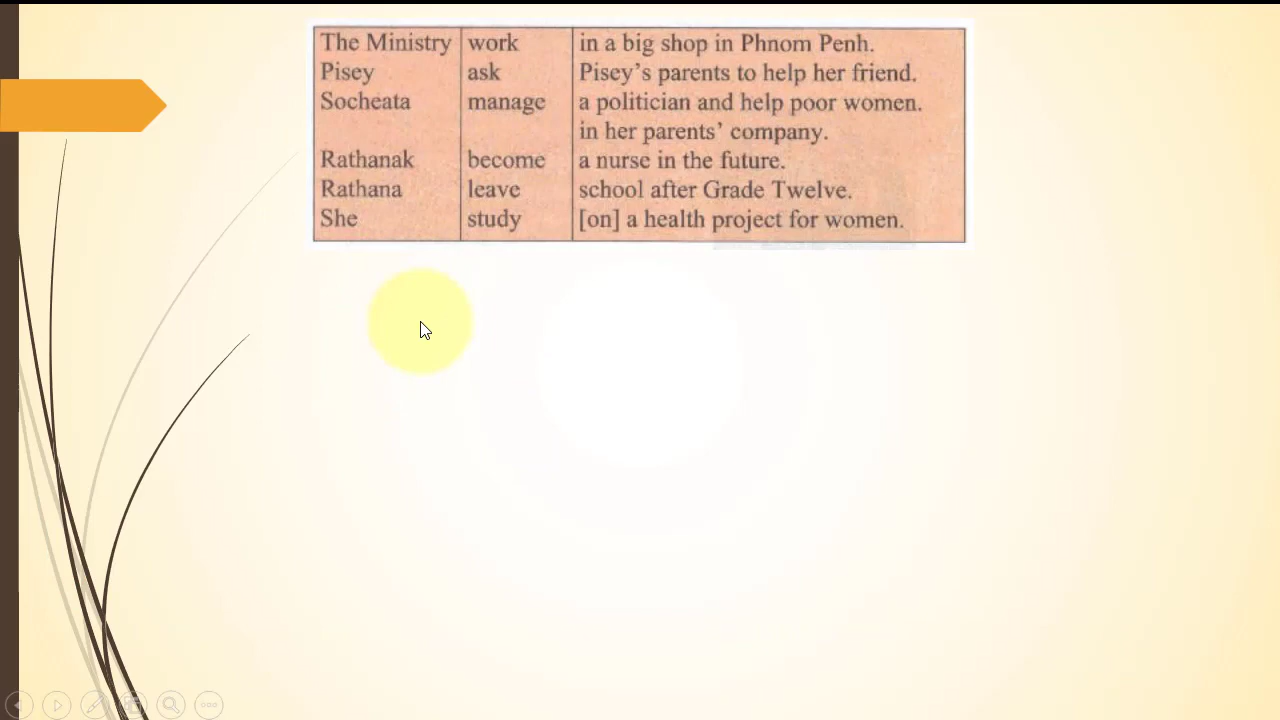 The Ministry work in a big shop in Phnom Penh.
Pisey ask Pisey's parents to help her friend.
Socheata manage a politician and help poor women.
in her parents' company.
Rathanak become a nurse in the future.
Rathana leave school after Grade Twelve.
She study [on] a health project for women.